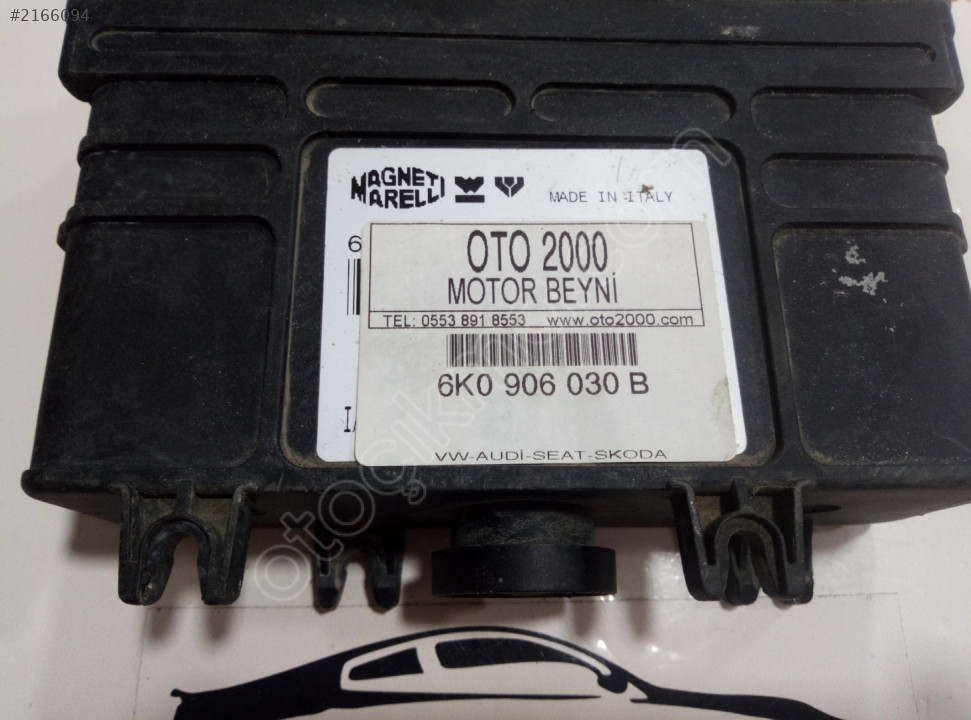 #2166094
MAGNETI
MARELLI
MADE IN ITALY
6
OTO 2000
MOTOR BEYNİ
TEL: 0553 891 8553 www.oto2000.com
6K0 906 030 B
VW-AUDİ-SEAT-SKODA